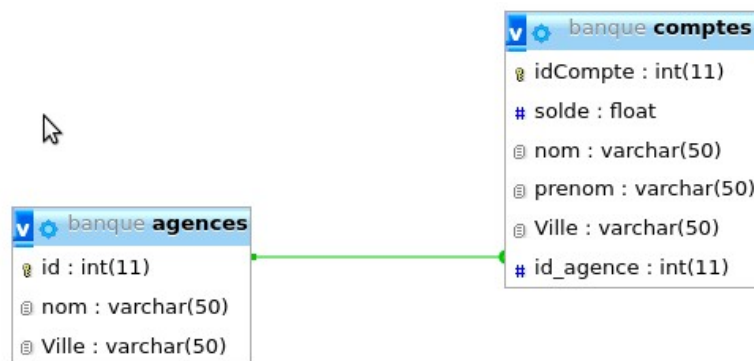 v banque comptes
idCompte : int(11)
# solde : float
nom : varchar(50)
prenom : varchar(50)
Ville : varchar(50)
# id_agence : int(11)
v banque agences
id : int(11)
nom : varchar(50)
Ville : varchar(50)